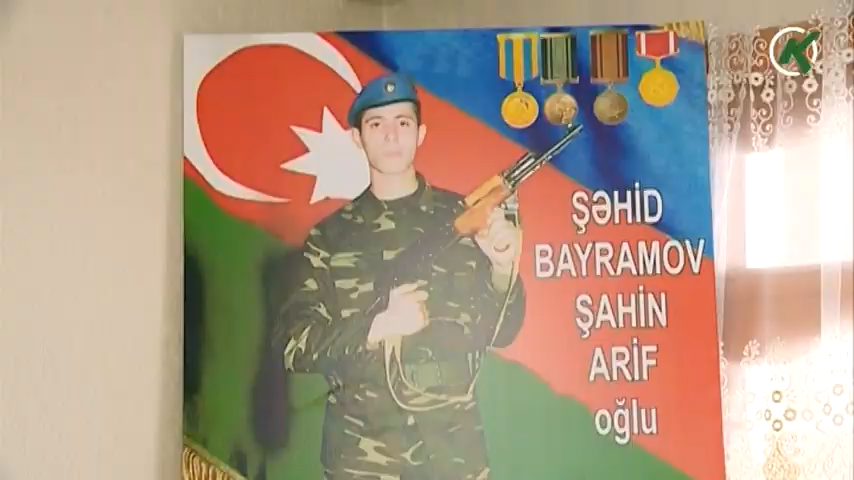 ŞƏHİD
BAYRAMOV
ŞAHİN
ARİF
oğlu
K